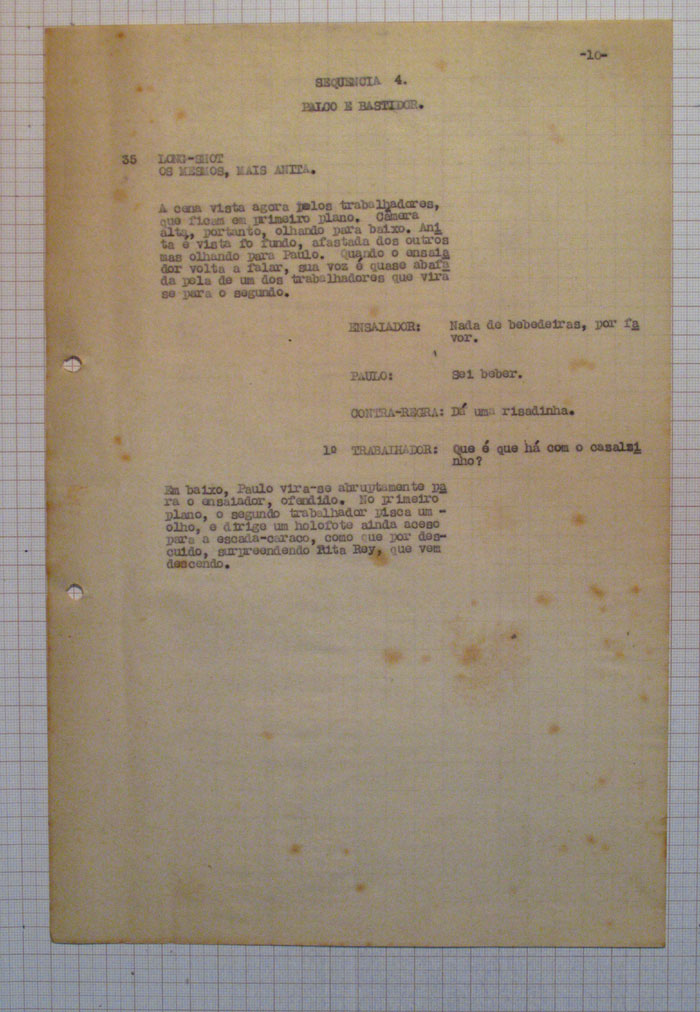 -10-
SEQUENCIA 4.
PALCO E BASTIDOR.
35 LONG-SHOT
OS MESMOS, MAIS ANITA.
A cena vista agora pelos trabalhadores,
que ficam em primeiro plano. Câmera
alta, portanto, olhando para baixo. Ani
ta é vista fo fundo, afastada dos outros
mas olhando para Paulo. Quando o ensaia
dor volta a falar, sua voz é quase abafa
da pela de um dos trabalhadores que vira
se para o segundo.
ENSAIADOR: Nada de bebedeiras, por fa
vor.
PAULO: Sei beber.
CONTRA-REGRA: Dá uma risadinha.
1º TRABALHADOR: Que é que há com o casalsi
nho?
Em baixo, Paulo vira-se abruptamente pa
ra o ensaiador, ofendido. No primeiro
plano, o segundo trabalhador pisca um -
olho, e dirige um holofote ainda aceso
para a escada-caraco, como que por des-
cuido, surpreendendo Rita Rey, que vem
descendo.